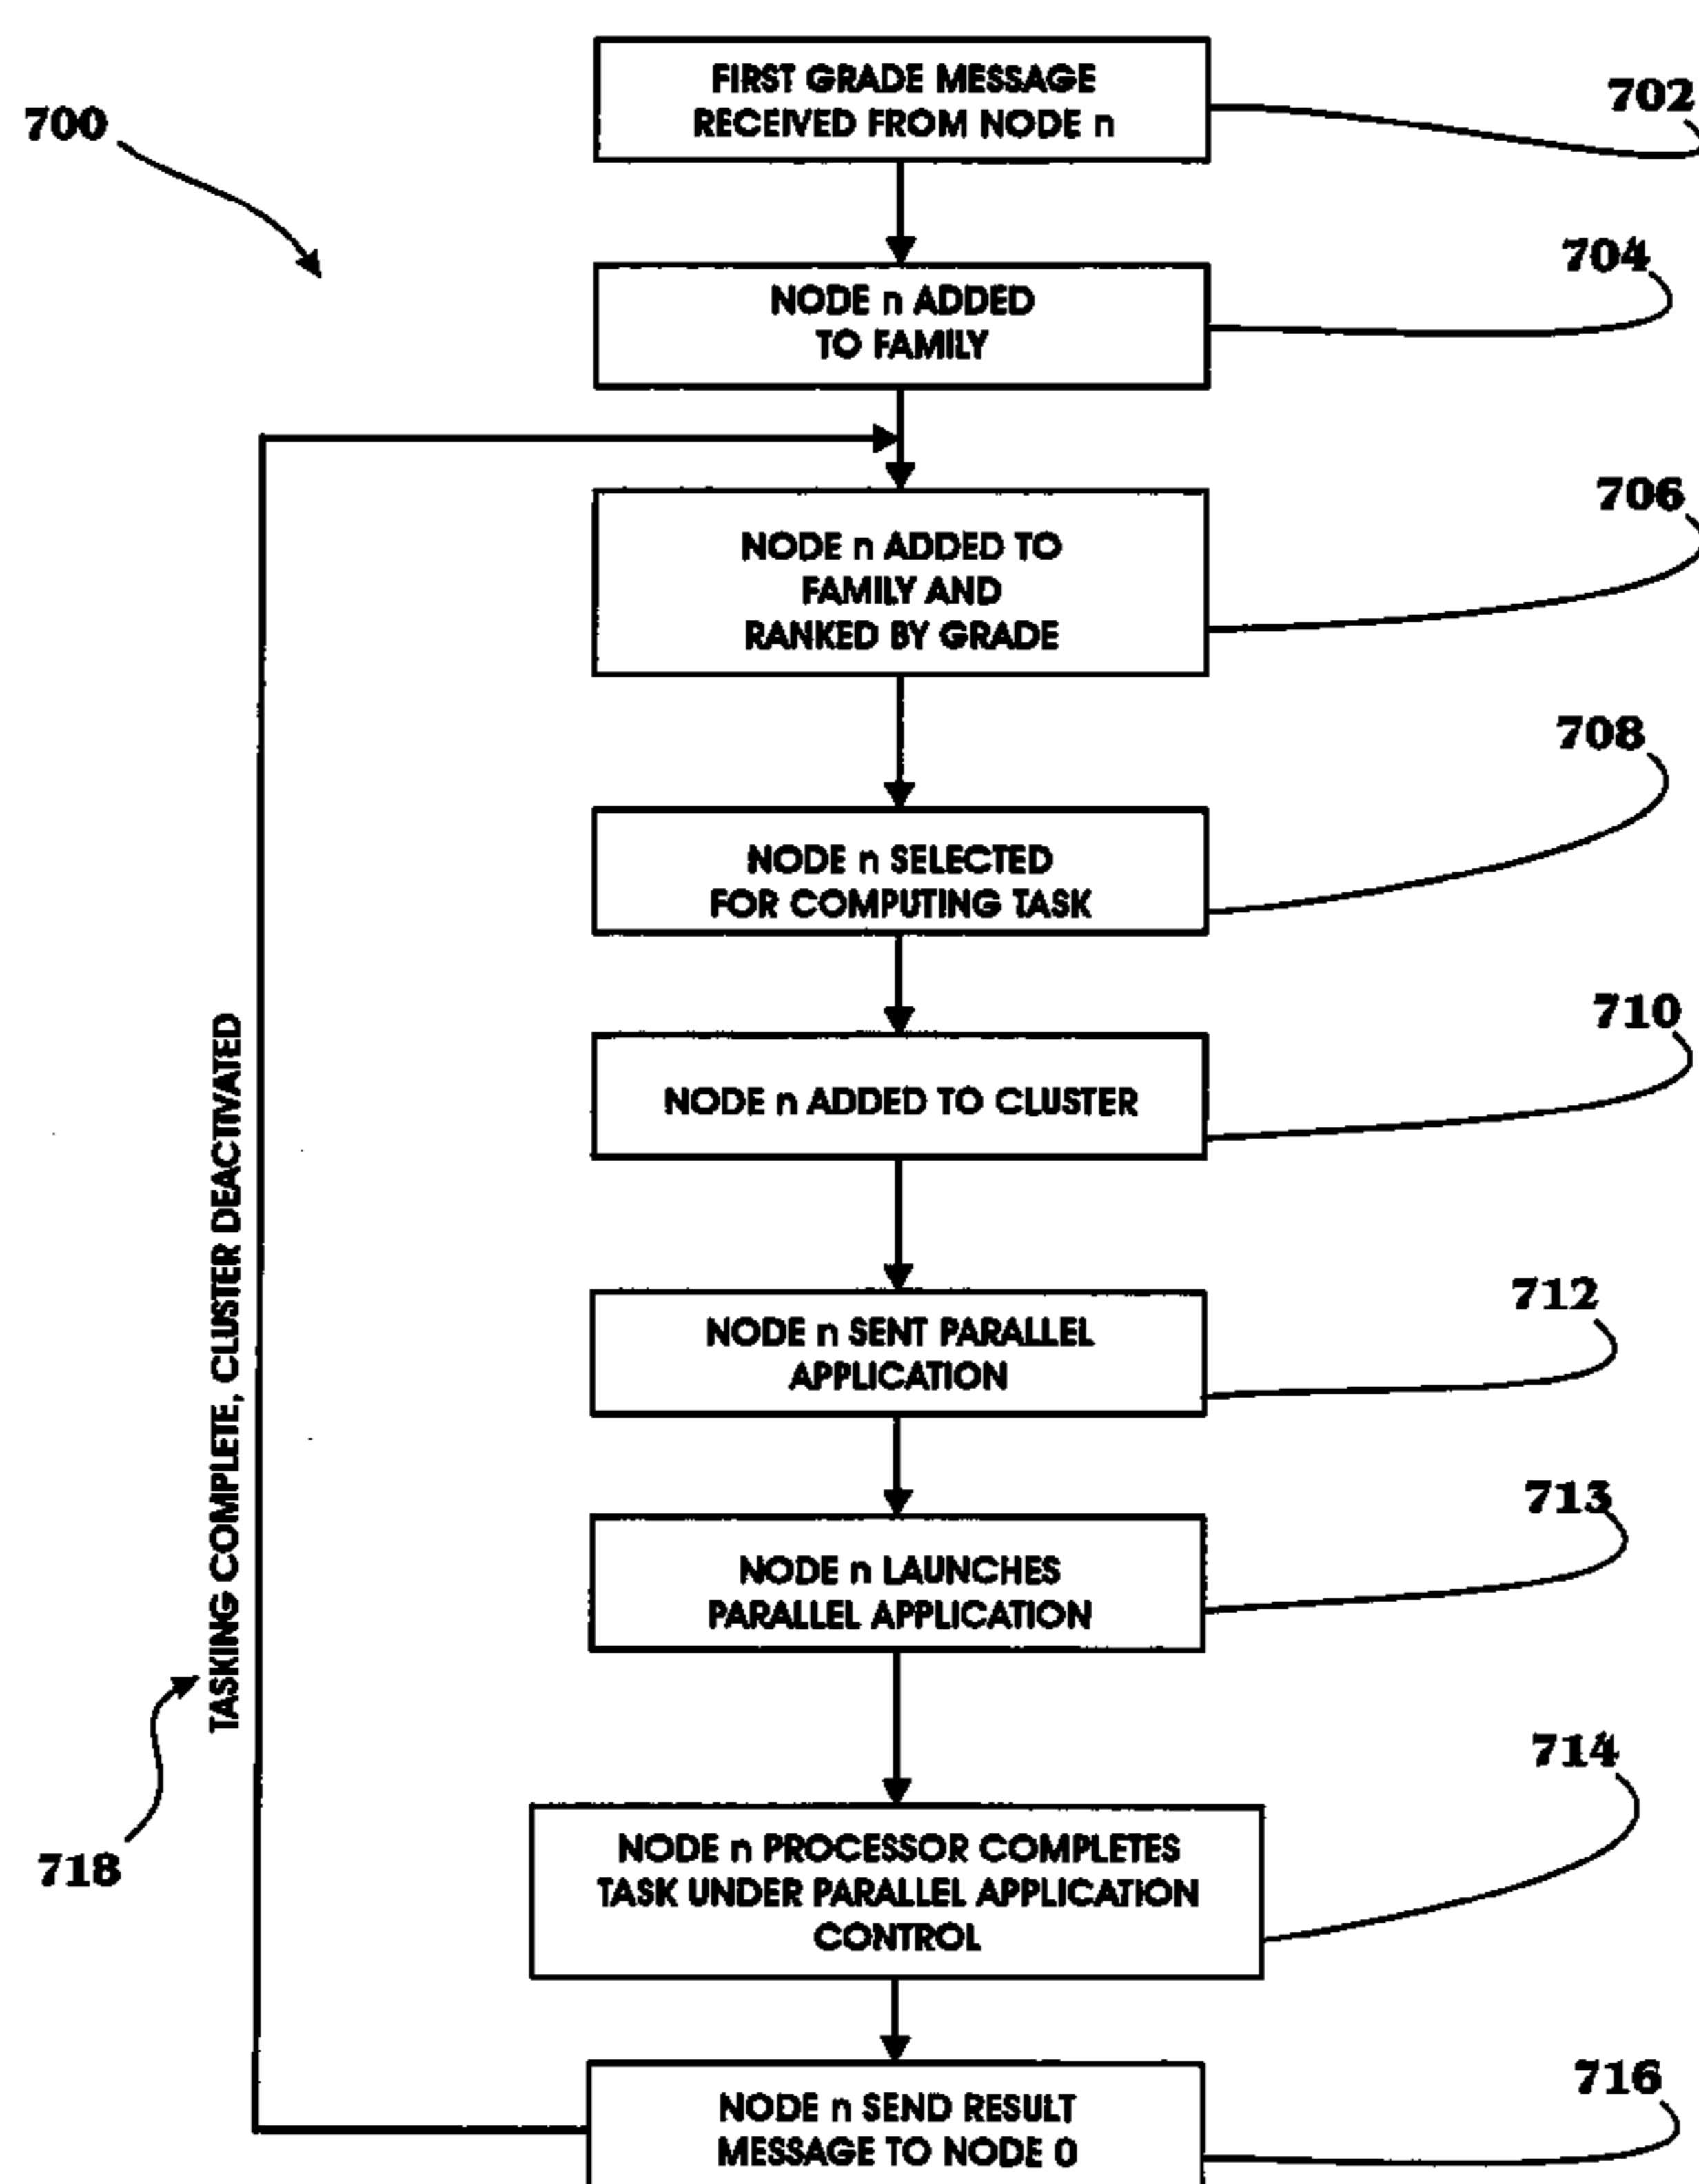 700
FIRST GRADE MESSAGE
RECEIVED FROM NODE n
702
NODE n ADDED
TO FAMILY
704
NODE n ADDED TO
FAMILY AND
RANKED BY GRADE
706
NODE n SELECTED
FOR COMPUTING TASK
708
NODE n ADDED TO CLUSTER
710
NODE n SENT PARALLEL
APPLICATION
712
NODE n LAUNCHES
PARALLEL APPLICATION
713
NODE n PROCESSOR COMPLETES
TASK UNDER PARALLEL APPLICATION
CONTROL
714
NODE n SEND RESULT
MESSAGE TO NODE 0
716
TASKING COMPLETE, CLUSTER DEACTIVATED
718